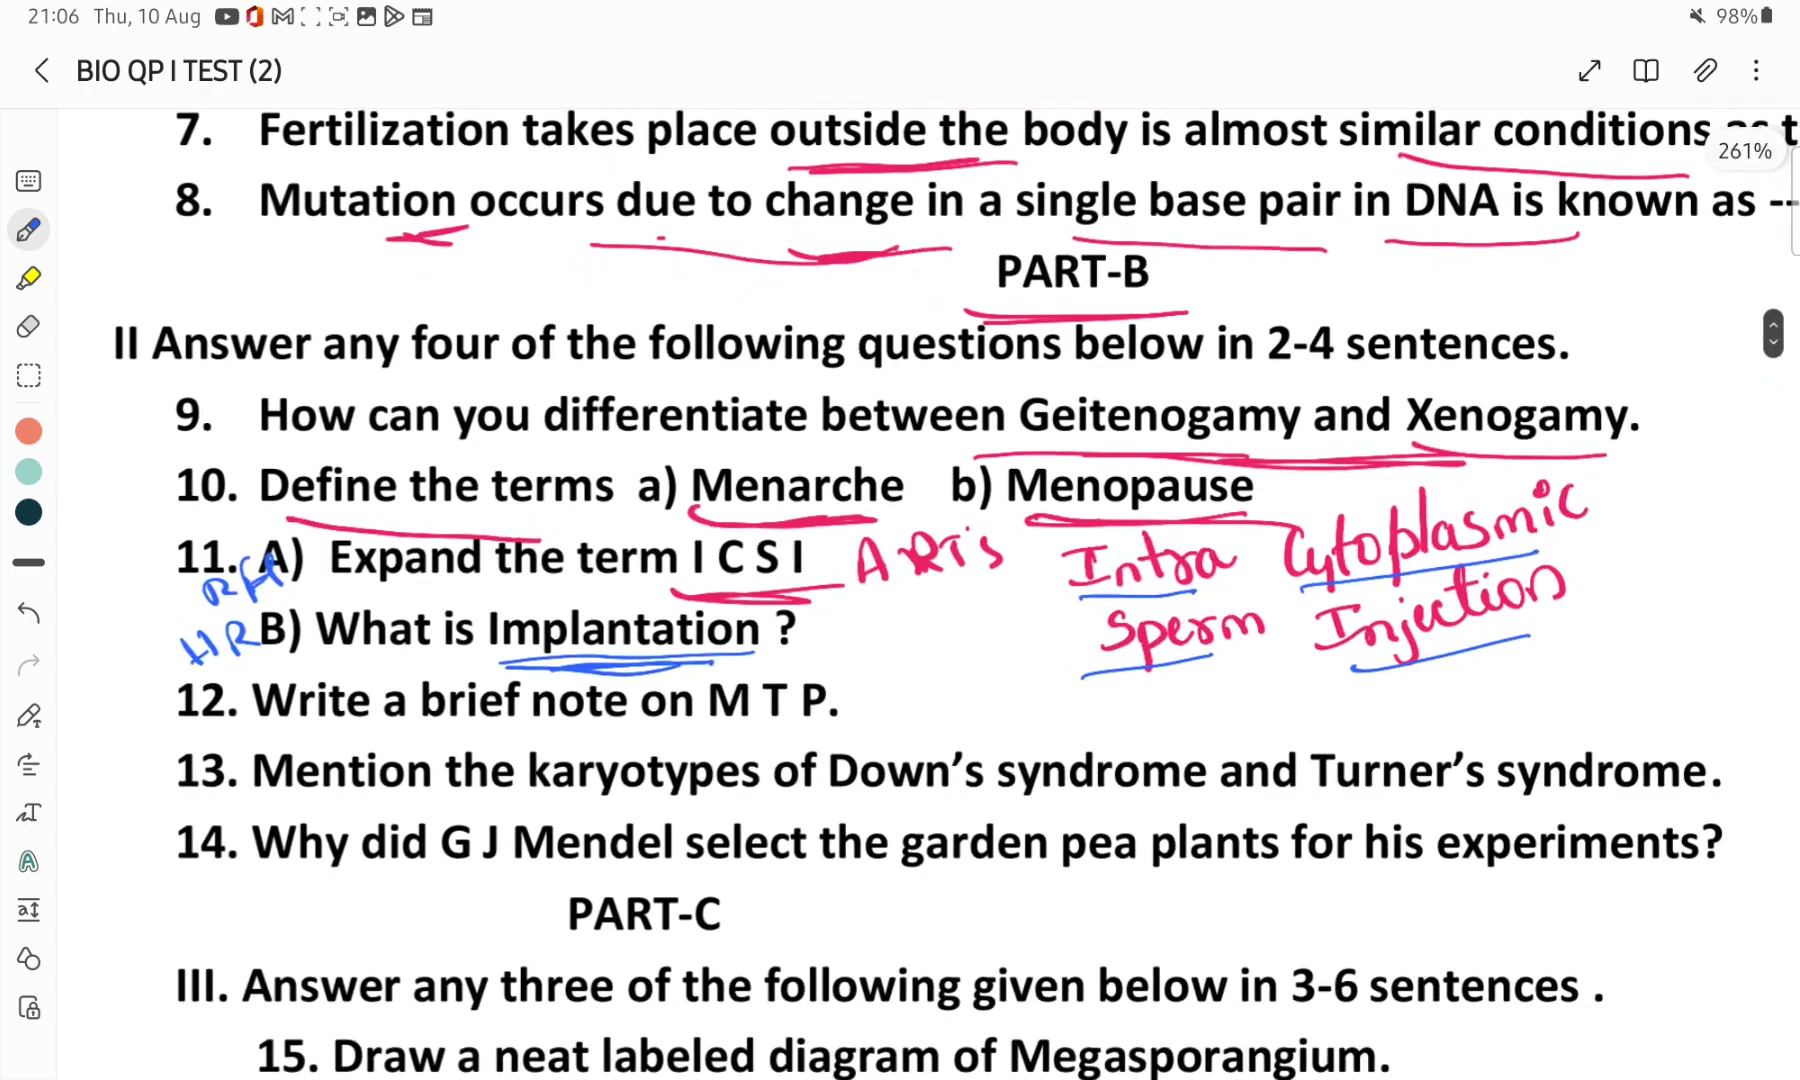 21:06 Thu, 10 Aug 98%
BIO QP I TEST (2)
7. Fertilization takes place outside the body is almost similar conditions as t
261%
8. Mutation occurs due to change in a single base pair in DNA is known as --
PART-B
II Answer any four of the following questions below in 2-4 sentences.
9. How can you differentiate between Geitenogamy and Xenogamy.
10. Define the terms a) Menarche b) Menopause
11. A) Expand the term I C S I ARTs Intra Cytoplasmic
RH
HR B) What is Implantation ? Sperm Injection
12. Write a brief note on M T P.
13. Mention the karyotypes of Down’s syndrome and Turner’s syndrome.
14. Why did G J Mendel select the garden pea plants for his experiments?
PART-C
III. Answer any three of the following given below in 3-6 sentences .
15. Draw a neat labeled diagram of Megasporangium.